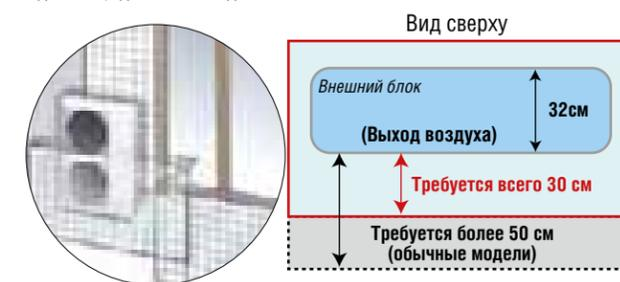 Вид сверху
Внешний блок
32см
(Выход воздуха)
Требуется всего 30 см
Требуется более 50 см
(обычные модели)